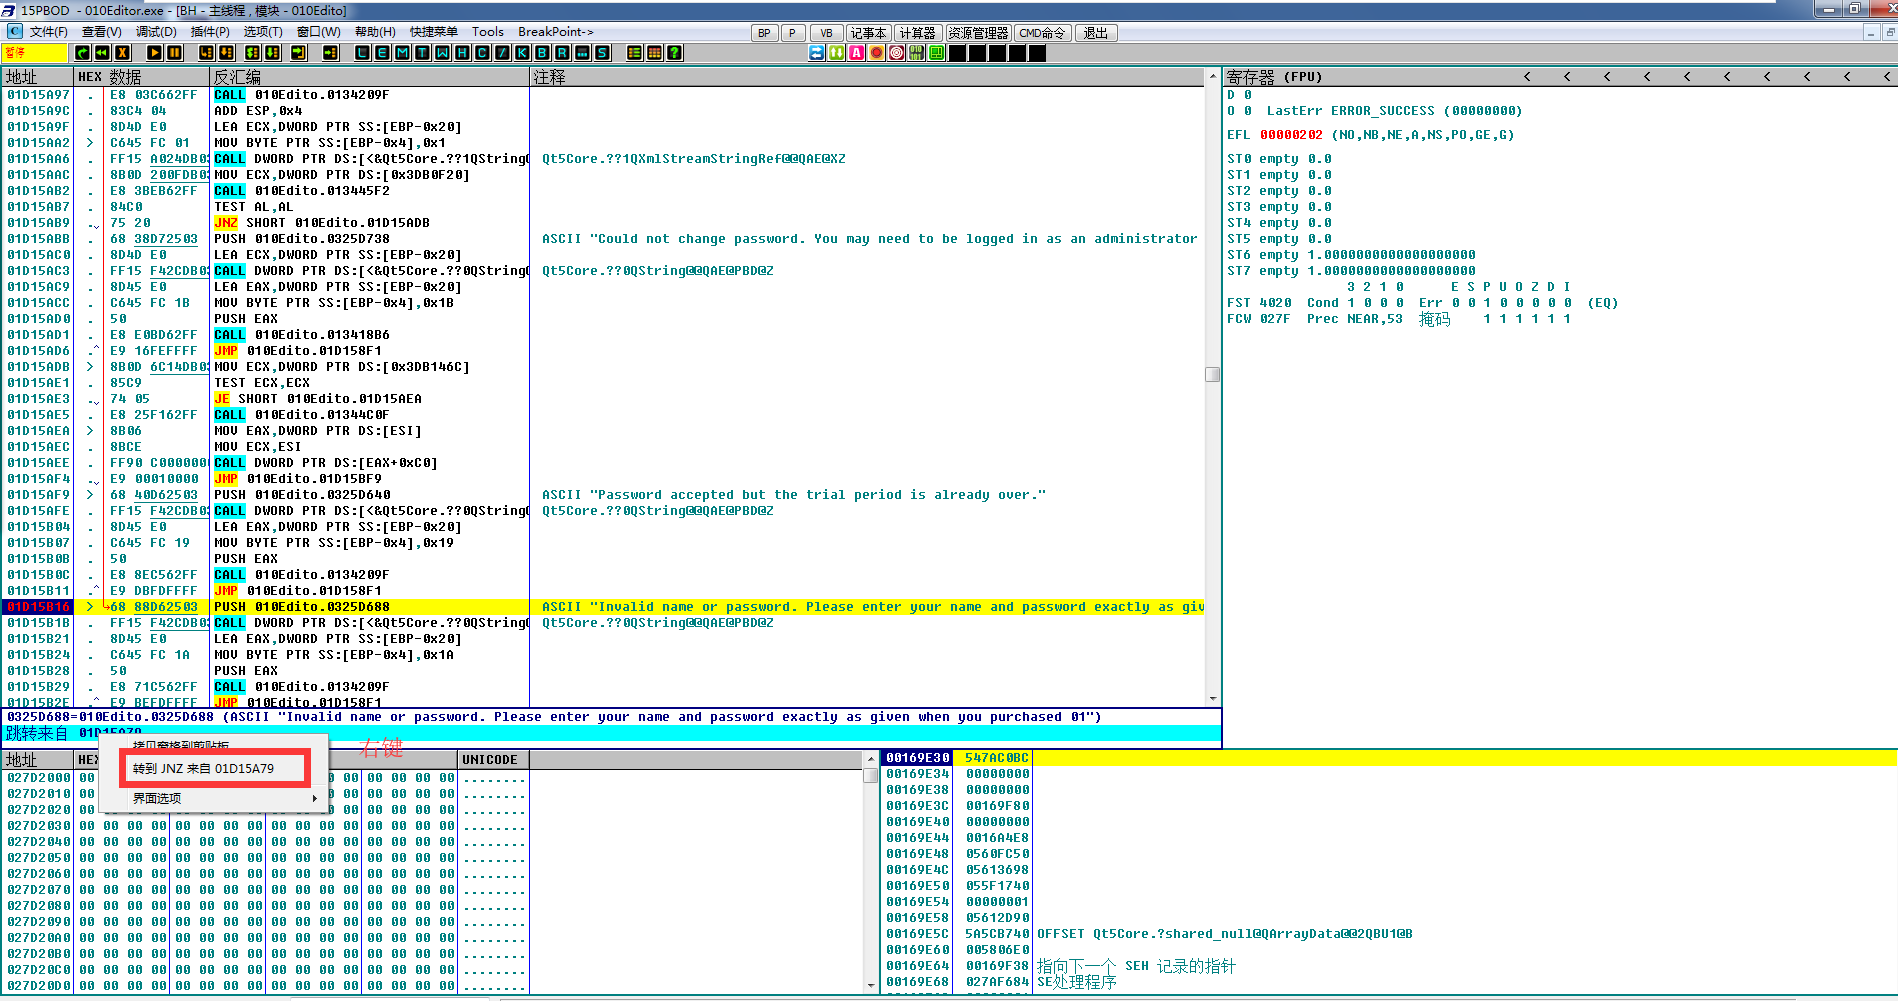 15PBOD - 010Editor.exe - [BH - 主线程 , 模块 - 010Edito]
文件(F) 查看(V) 调试(D) 插件(P) 选项(T) 窗口(W) 帮助(H) 快捷菜单 Tools BreakPoint-> BP P VB 记事本 计算器 资源管理器 CMD命令 退出
暂停 L E M T W H C / K B R ... S ?
地址 HEX 数据 反汇编 注释
01D15A97 . E8 03C662FF CALL 010Edito.0134209F
01D15A9C . 83C4 04 ADD ESP,0x4
01D15A9F . 8D4D E0 LEA ECX,DWORD PTR SS:[EBP-0x20]
01D15AA2 > C645 FC 01 MOV BYTE PTR SS:[EBP-0x4],0x1
01D15AA6 . FF15 A024DB0 CALL DWORD PTR DS:[<&Qt5Core.??1QString Qt5Core.??1QXmlStreamStringRef@@QAE@XZ
01D15AAC . 8B0D 200FDB0 MOV ECX,DWORD PTR DS:[0x3DB0F20]
01D15AB2 . E8 3BEB62FF CALL 010Edito.013445F2
01D15AB7 . 84C0 TEST AL,AL
01D15AB9 . 75 20 JNZ SHORT 010Edito.01D15ADB
01D15ABB . 68 38D72503 PUSH 010Edito.0325D738 ASCII "Could not change password. You may need to be logged in as an administrator
01D15AC0 . 8D4D E0 LEA ECX,DWORD PTR SS:[EBP-0x20]
01D15AC3 . FF15 F42CDB0 CALL DWORD PTR DS:[<&Qt5Core.??0QString Qt5Core.??0QString@@QAE@PBD@Z
01D15AC9 . 8D45 E0 LEA EAX,DWORD PTR SS:[EBP-0x20]
01D15ACC . C645 FC 1B MOV BYTE PTR SS:[EBP-0x4],0x1B
01D15AD0 . 50 PUSH EAX
01D15AD1 . E8 E0BD62FF CALL 010Edito.013418B6
01D15AD6 .^ E9 16FEFFFF JMP 010Edito.01D158F1
01D15ADB > 8B0D 6C14DB0 MOV ECX,DWORD PTR DS:[0x3DB146C]
01D15AE1 . 85C9 TEST ECX,ECX
01D15AE3 . 74 05 JE SHORT 010Edito.01D15AEA
01D15AE5 . E8 25F162FF CALL 010Edito.01344C0F
01D15AEA > 8B06 MOV EAX,DWORD PTR DS:[ESI]
01D15AEC . 8BCE MOV ECX,ESI
01D15AEE . FF90 C000000 CALL DWORD PTR DS:[EAX+0xC0]
01D15AF4 . E9 00010000 JMP 010Edito.01D15BF9
01D15AF9 > 68 40D62503 PUSH 010Edito.0325D640 ASCII "Password accepted but the trial period is already over."
01D15AFE . FF15 F42CDB0 CALL DWORD PTR DS:[<&Qt5Core.??0QString Qt5Core.??0QString@@QAE@PBD@Z
01D15B04 . 8D45 E0 LEA EAX,DWORD PTR SS:[EBP-0x20]
01D15B07 . C645 FC 19 MOV BYTE PTR SS:[EBP-0x4],0x19
01D15B0B . 50 PUSH EAX
01D15B0C . E8 8EC562FF CALL 010Edito.0134209F
01D15B11 .^ E9 DBFDFFFF JMP 010Edito.01D158F1
01D15B16 > 68 88D62503 PUSH 010Edito.0325D688 ASCII "Invalid name or password. Please enter your name and password exactly as giv
01D15B1B . FF15 F42CDB0 CALL DWORD PTR DS:[<&Qt5Core.??0QString Qt5Core.??0QString@@QAE@PBD@Z
01D15B21 . 8D45 E0 LEA EAX,DWORD PTR SS:[EBP-0x20]
01D15B24 . C645 FC 1A MOV BYTE PTR SS:[EBP-0x4],0x1A
01D15B28 . 50 PUSH EAX
01D15B29 . E8 71C562FF CALL 010Edito.0134209F
01D15B2E .^ E9 BEFDFFFF JMP 010Edito.01D158F1
0325D688=010Edito.0325D688 (ASCII "Invalid name or password. Please enter your name and password exactly as given when you purchased 01")
跳转来自 01D15A79
寄存器 (FPU) < < < < < < < < < <
D 0
O 0 LastErr ERROR_SUCCESS (00000000)
EFL 00000202 (NO,NB,NE,A,NS,PO,GE,G)
ST0 empty 0.0
ST1 empty 0.0
ST2 empty 0.0
ST3 empty 0.0
ST4 empty 0.0
ST5 empty 0.0
ST6 empty 1.0000000000000000000
ST7 empty 1.0000000000000000000
3 2 1 0 E S P U O Z D I
FST 4020 Cond 1 0 0 0 Err 0 0 1 0 0 0 0 0 (EQ)
FCW 027F Prec NEAR,53 掩码 1 1 1 1 1 1
拷贝窗格到剪贴板
转到 JNZ 来自 01D15A79
界面选项
右键
地址 HEX UNICODE
027D2000 00 00 00 00 00 ........
027D2010 00 00 00 00 00 ........
027D2020 00 00 00 00 00 ........
027D2030 00 00 00 00 00 00 00 00 00 00 00 00 00 00 00 00 ........
027D2040 00 00 00 00 00 00 00 00 00 00 00 00 00 00 00 00 ........
027D2050 00 00 00 00 00 00 00 00 00 00 00 00 00 00 00 00 ........
027D2060 00 00 00 00 00 00 00 00 00 00 00 00 00 00 00 00 ........
027D2070 00 00 00 00 00 00 00 00 00 00 00 00 00 00 00 00 ........
027D2080 00 00 00 00 00 00 00 00 00 00 00 00 00 00 00 00 ........
027D2090 00 00 00 00 00 00 00 00 00 00 00 00 00 00 00 00 ........
027D20A0 00 00 00 00 00 00 00 00 00 00 00 00 00 00 00 00 ........
027D20B0 00 00 00 00 00 00 00 00 00 00 00 00 00 00 00 00 ........
027D20C0 00 00 00 00 00 00 00 00 00 00 00 00 00 00 00 00 ........
027D20D0 00 00 00 00 00 00 00 00 00 00 00 00 00 00 00 00 ........
00169E30 547AC0BC
00169E34 00000000
00169E38 00000000
00169E3C 00169F80
00169E40 00000000
00169E44 0016A4E8
00169E48 0560FC50
00169E4C 05613698
00169E50 055F1740
00169E54 00000001
00169E58 05612D90
00169E5C 5A5CB740 OFFSET Qt5Core.?shared_null@QArrayData@@2QBU1@B
00169E60 005806E0
00169E64 00169F38 指向下一个 SEH 记录的指针
00169E68 027AF684 SE处理程序